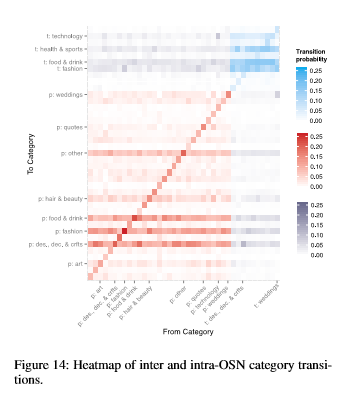 t: technology
t: health & sports
t: food & drink
t: fashion
p: weddings
p: quotes
p: other
p: hair & beauty
p: food & drink
p: fashion
p: des., dec. & crfts
p: art
To Category
p: art
p: des., dec. & crfts
p: fashion
p: food & drink
p: hair & beauty
p: other
p: quotes
p: technology
p: weddings
t: des., dec. & crfts
t: weddings
From Category
Transition
probability
0.25
0.20
0.15
0.10
0.05
0.00
0.25
0.20
0.15
0.10
0.05
0.00
0.25
0.20
0.15
0.10
0.05
0.00
Figure 14: Heatmap of inter and intra-OSN category transi-
tions.